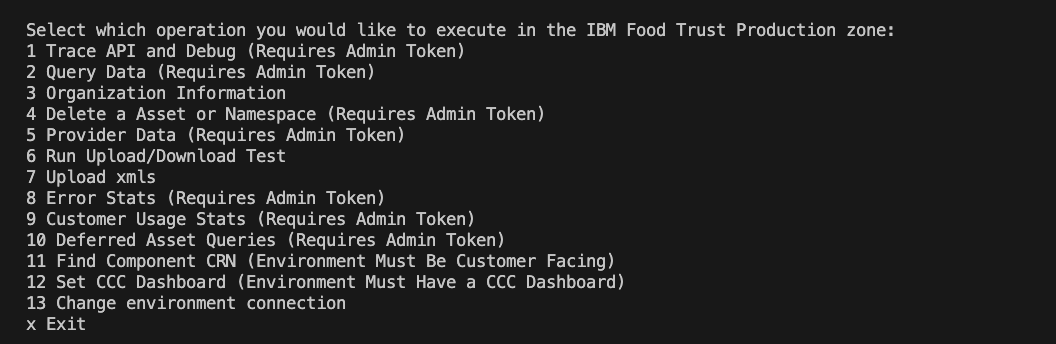 Select which operation you would like to execute in the IBM Food Trust Production zone:
1 Trace API and Debug (Requires Admin Token)
2 Query Data (Requires Admin Token)
3 Organization Information
4 Delete a Asset or Namespace (Requires Admin Token)
5 Provider Data (Requires Admin Token)
6 Run Upload/Download Test
7 Upload xmls
8 Error Stats (Requires Admin Token)
9 Customer Usage Stats (Requires Admin Token)
10 Deferred Asset Queries (Requires Admin Token)
11 Find Component CRN (Environment Must Be Customer Facing)
12 Set CCC Dashboard (Environment Must Have a CCC Dashboard)
13 Change environment connection
x Exit